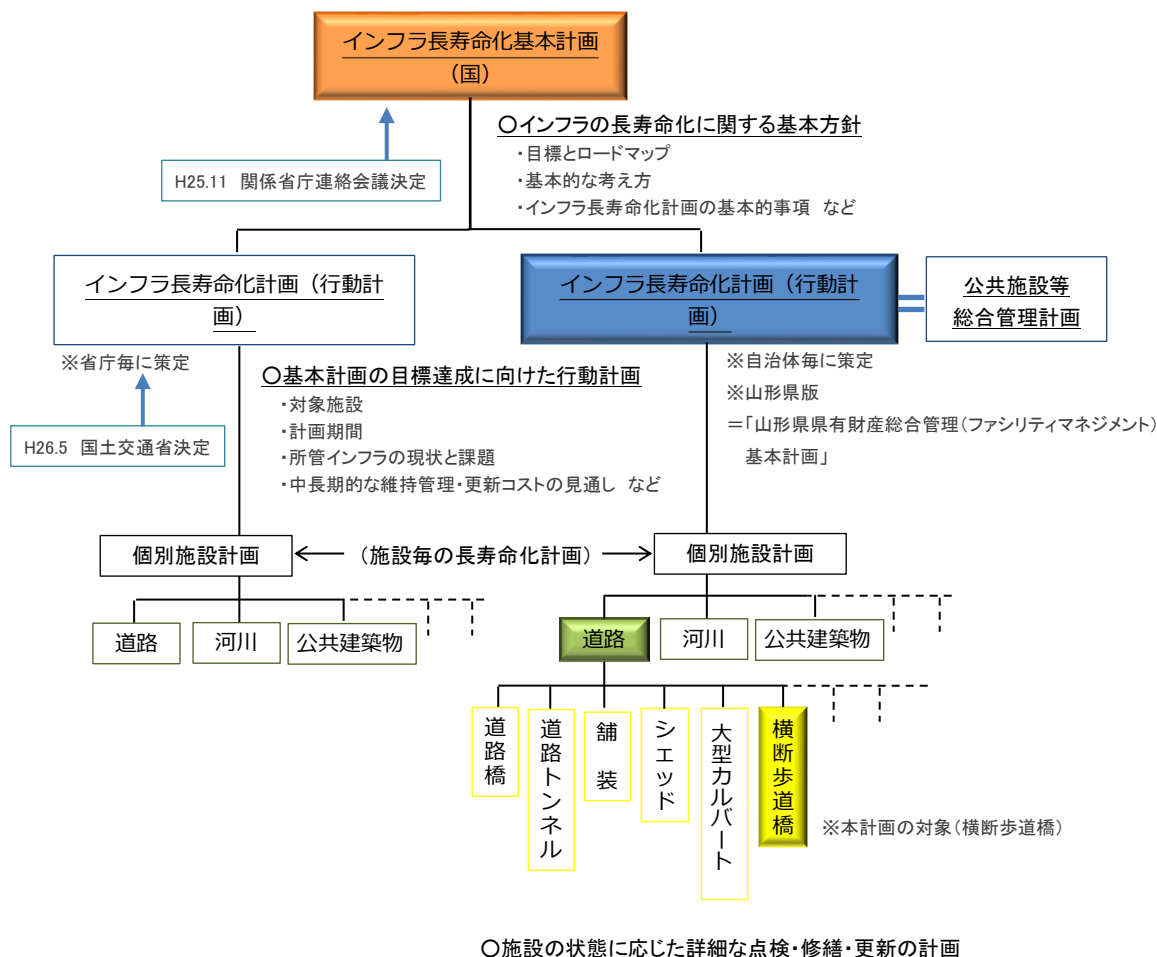 インフラ長寿命化基本計画
(国)
〇インフラの長寿命化に関する基本方針
・目標とロードマップ
・基本的な考え方
・インフラ長寿命化計画の基本的事項 など
H25.11 関係省庁連絡会議決定
インフラ長寿命化計画（行動計
画）
インフラ長寿命化計画（行動計
画）
公共施設等
総合管理計画
※省庁毎に策定
H26.5 国土交通省決定
〇基本計画の目標達成に向けた行動計画
・対象施設
・計画期間
・所管インフラの現状と課題
・中長期的な維持管理・更新コストの見通し など
※自治体毎に策定
※山形県版
＝「山形県県有財産総合管理(ファシリティマネジメント)
基本計画」
個別施設計画
(施設毎の長寿命化計画)
個別施設計画
道路
河川
公共建築物
道路
河川
公共建築物
道路橋
道路トンネル
舗装
シェッド
大型カルバート
横断歩道橋
※本計画の対象(横断歩道橋)
〇施設の状態に応じた詳細な点検・修繕・更新の計画